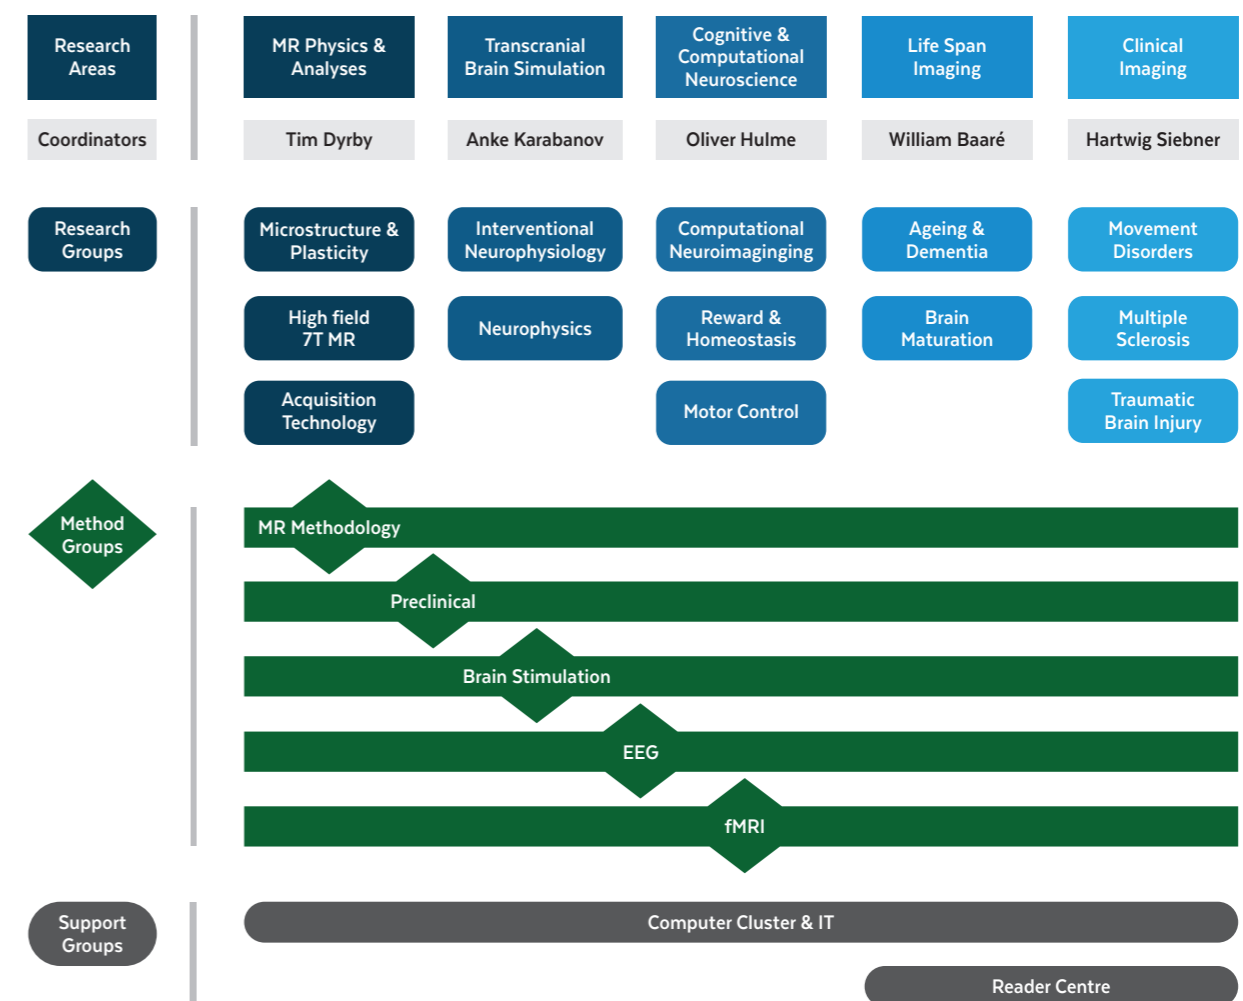 Research
Areas
MR Physics &
Analyses
Transcranial
Brain Simulation
Cognitive &
Computational
Neuroscience
Life Span
Imaging
Clinical
Imaging
Coordinators
Tim Dyrby
Anke Karabanov
Oliver Hulme
William Baaré
Hartwig Siebner
Research
Groups
Microstructure &
Plasticity
Interventional
Neurophysiology
Computational
Neuroimaginging
Ageing &
Dementia
Movement
Disorders
High field
7T MR
Neurophysics
Reward &
Homeostasis
Brain
Maturation
Multiple
Sclerosis
Acquisition
Technology
Motor Control
Traumatic
Brain Injury
Method
Groups
MR Methodology
Preclinical
Brain Stimulation
EEG
fMRI
Support
Groups
Computer Cluster & IT
Reader Centre